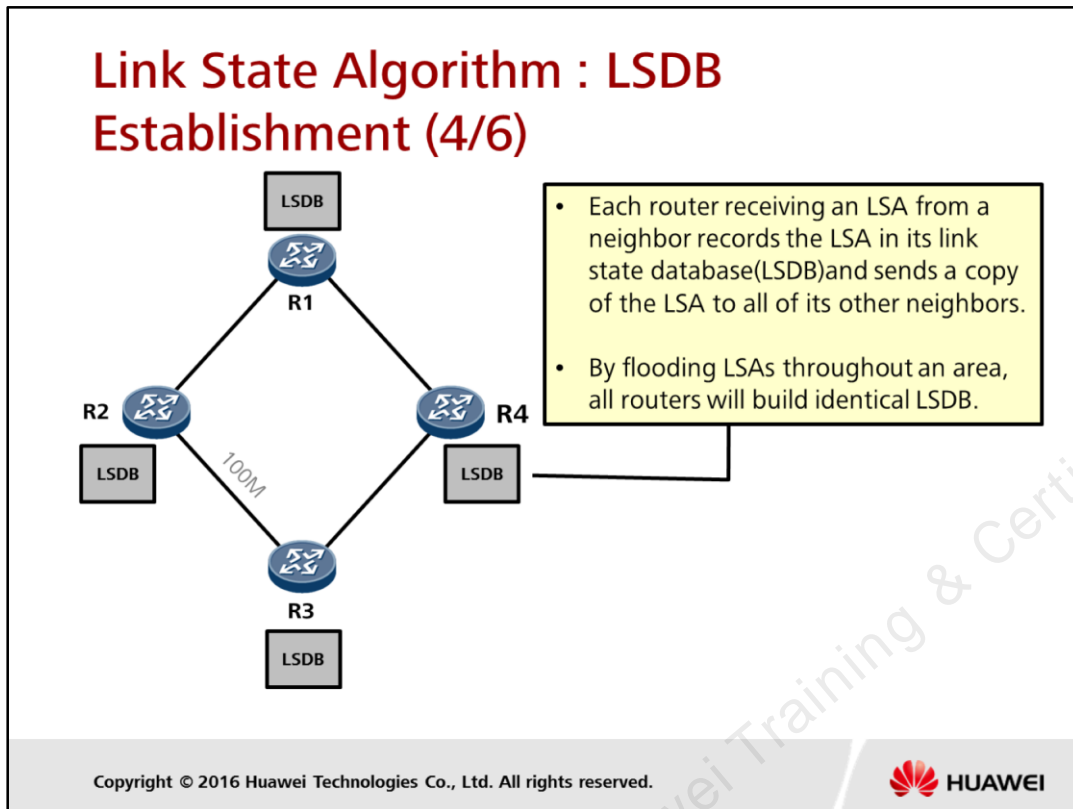 Link State Algorithm : LSDB
Establishment (4/6)
LSDB
R1
R2
LSDB
100M
R4
LSDB
R3
LSDB
• Each router receiving an LSA from a
neighbor records the LSA in its link
state database(LSDB)and sends a copy
of the LSA to all of its other neighbors.
• By flooding LSAs throughout an area,
all routers will build identical LSDB.
Training & Certi
Copyright © 2016 Huawei Technologies Co., Ltd. All rights reserved.
HUAWEI